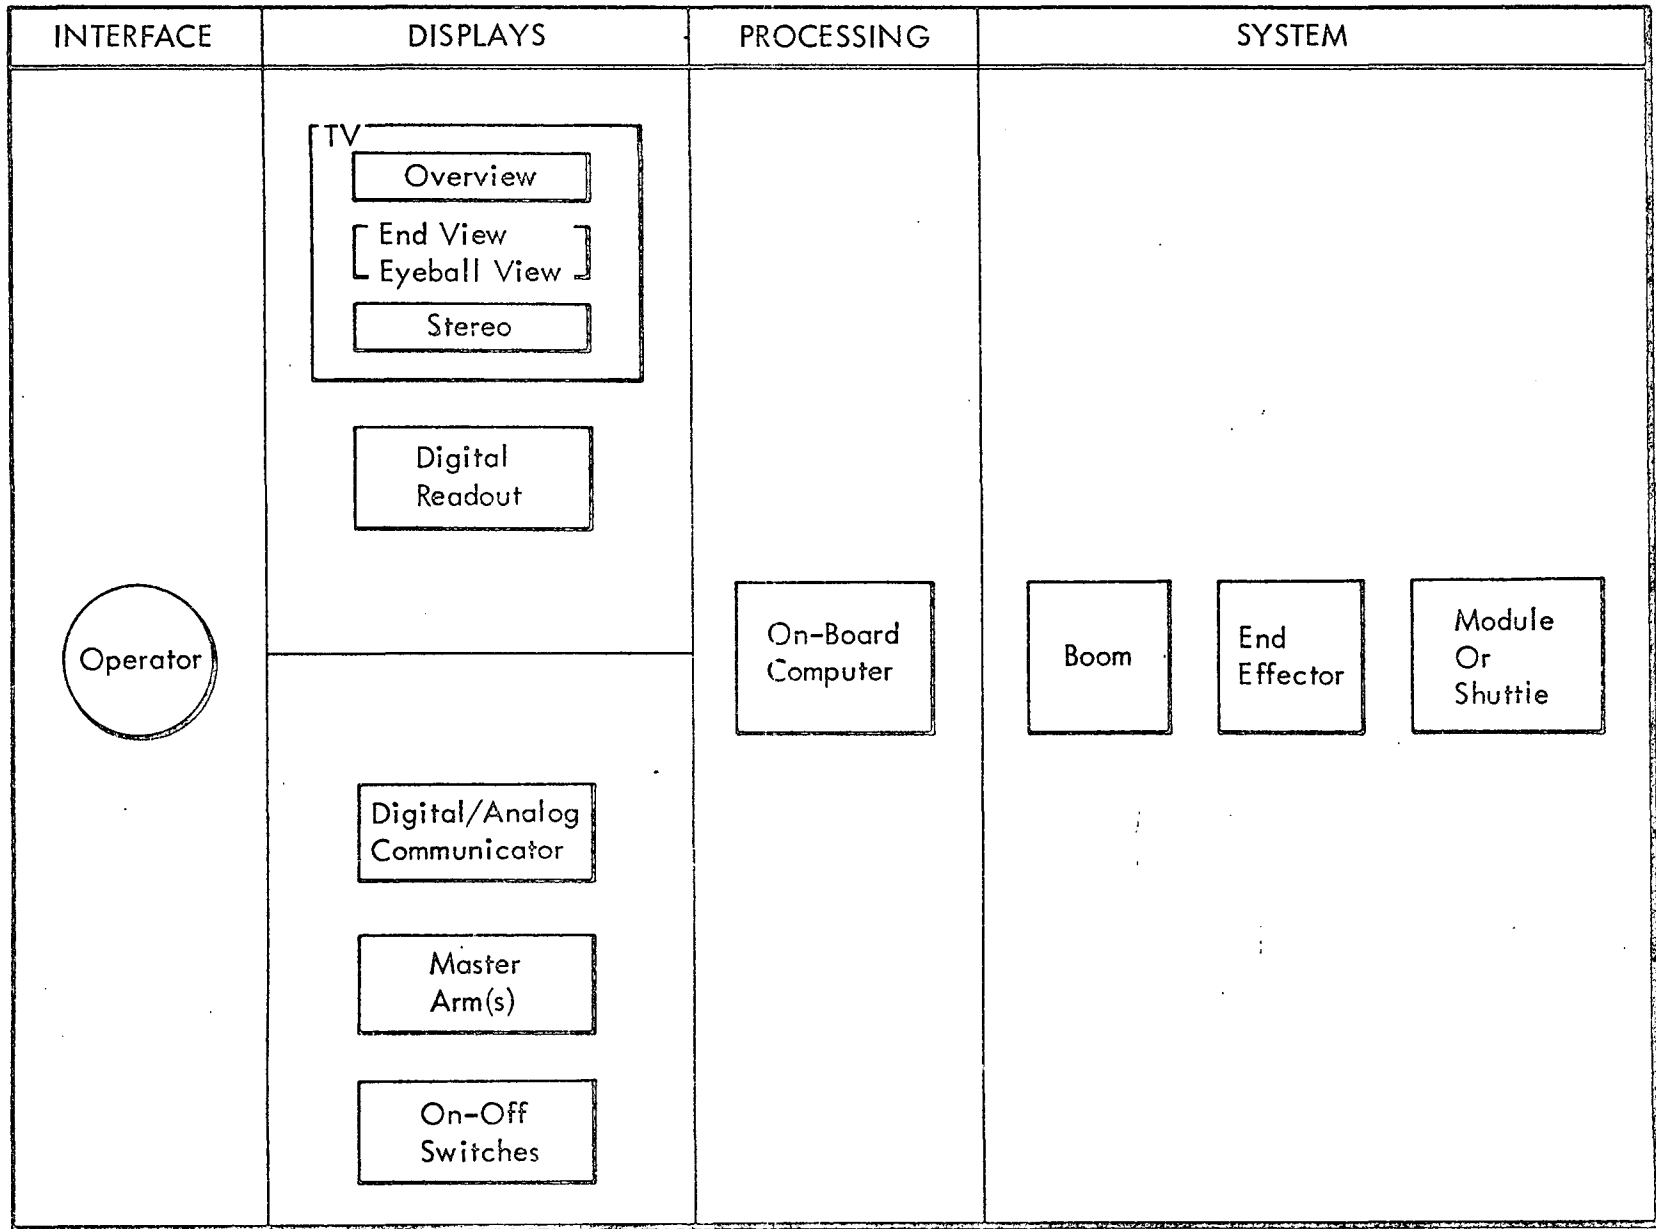 INTERFACE
DISPLAYS
PROCESSING
SYSTEM
TV
Overview
End View
Eyeball View
Stereo
Digital
Readout
Operator
On-Board
Computer
Boom
End
Effector
Module
Or
Shuttle
Digital/Analog
Communicator
Master
Arm(s)
On-Off
Switches